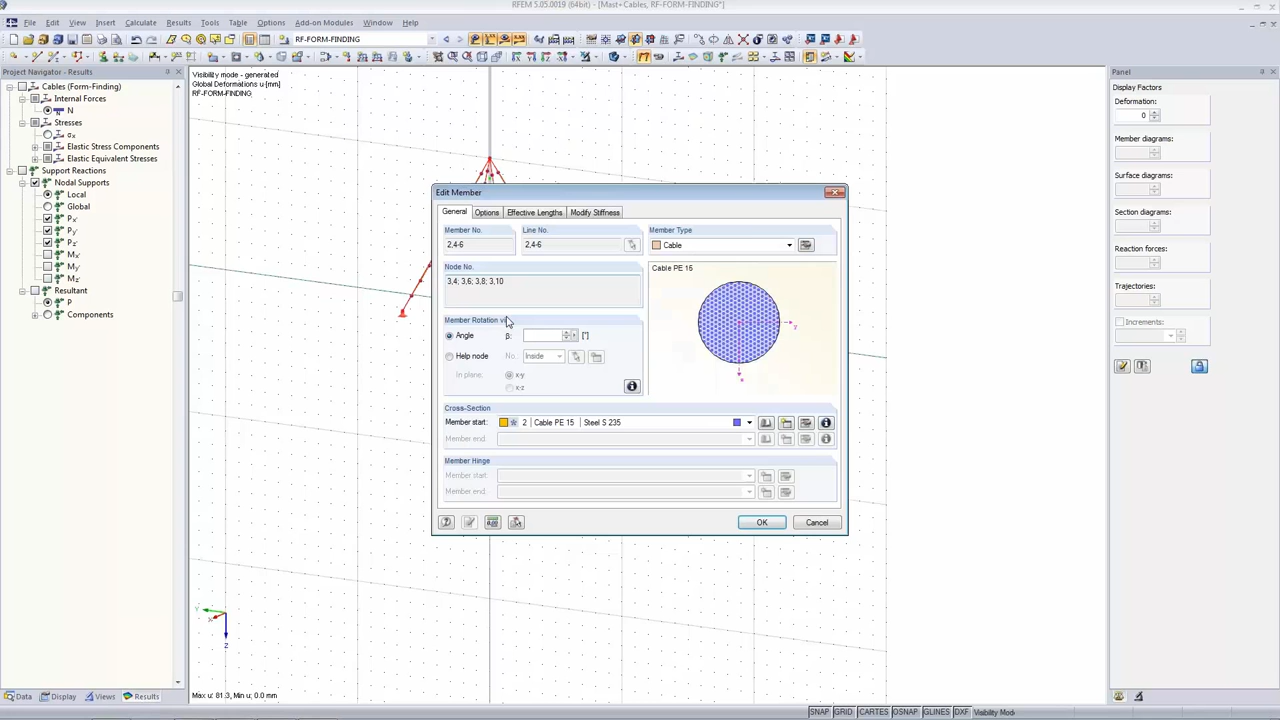 RFEM 5.05.0019 (64bit) - [Mast+Cables, RF-FORM-FINDING*]
File Edit View Insert Calculate Results Tools Table Options Add-on Modules Window Help
RF-FORM-FINDING
Project Navigator - Results
Cables (Form-Finding)
Internal Forces
N
Stresses
σx
Elastic Stress Components
Elastic Equivalent Stresses
Support Reactions
Nodal Supports
Local
Global
Px
Py
Pz
Mx
My
Mz
Resultant
P
Components
Data Display Views Results
Visibility mode - generated
Global Deformations u [mm]
RF-FORM-FINDING
Y X Z
Max u: 81.3, Min u: 0.0 mm
Edit Member
General Options Effective Lengths Modify Stiffness
Member No. Line No. Member Type
2,4-6 2,4-6 Cable
Node No.
3,4; 3,6; 3,8; 3,10
Cable PE 15
y
z
Member Rotation
Angle β: [°]
Help node No.: Inside
In plane: x-y
x-z
Cross-Section
Member start: 2 Cable PE 15 Steel S 235
Member end:
Member Hinge
Member start:
Member end:
OK Cancel
Panel
Display Factors
Deformation:
0
Member diagrams:
Surface diagrams:
Section diagrams:
Reaction forces:
Trajectories:
Increments:
SNAP GRID CARTES OSNAP GLINES DXF Visibility Mode